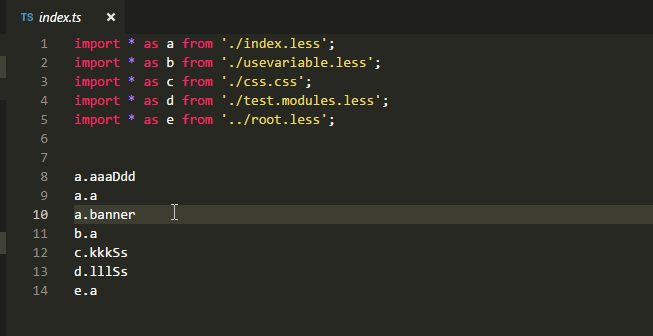 TS index.ts ×
1 import * as a from './index.less';
2 import * as b from './usevariable.less';
3 import * as c from './css.css';
4 import * as d from './test.modules.less';
5 import * as e from '../root.less';
6
7
8 a.aaaDdd
9 a.a
10 a.banner
11 b.a
12 c.kkkSs
13 d.lllSs
14 e.a